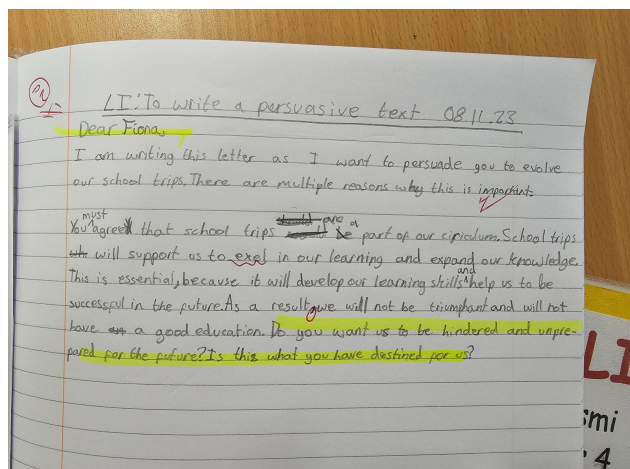 LI: To write a persuasive text 08.11.23
Dear Fiona,
I am writing this letter as I want to persuade you to evolve
our school trips. There are multiple reasons why this is important.
You must agree that school trips are a part of our ciriculum. School trips
will support us to exel in our learning and expand our knowledge.
This is essential, because it will develop our learning skills and help us to be
successful in the future. As a result, we will not be triumphant and will not
have a good education. Do you want us to be hindered and unpre-
pared for the future? Is this what you have destined for us?
LI
smi
4